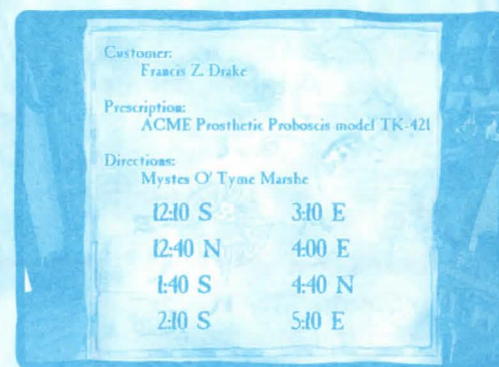 Customer:
Francis Z. Drake
Prescription:
ACME Prosthetic Proboscis model TK-421
Directions:
Mystes O' Tyme Marshe
12:10 S 3:10 E
12:40 N 4:00 E
1:40 S 4:40 N
2:10 S 5:10 E